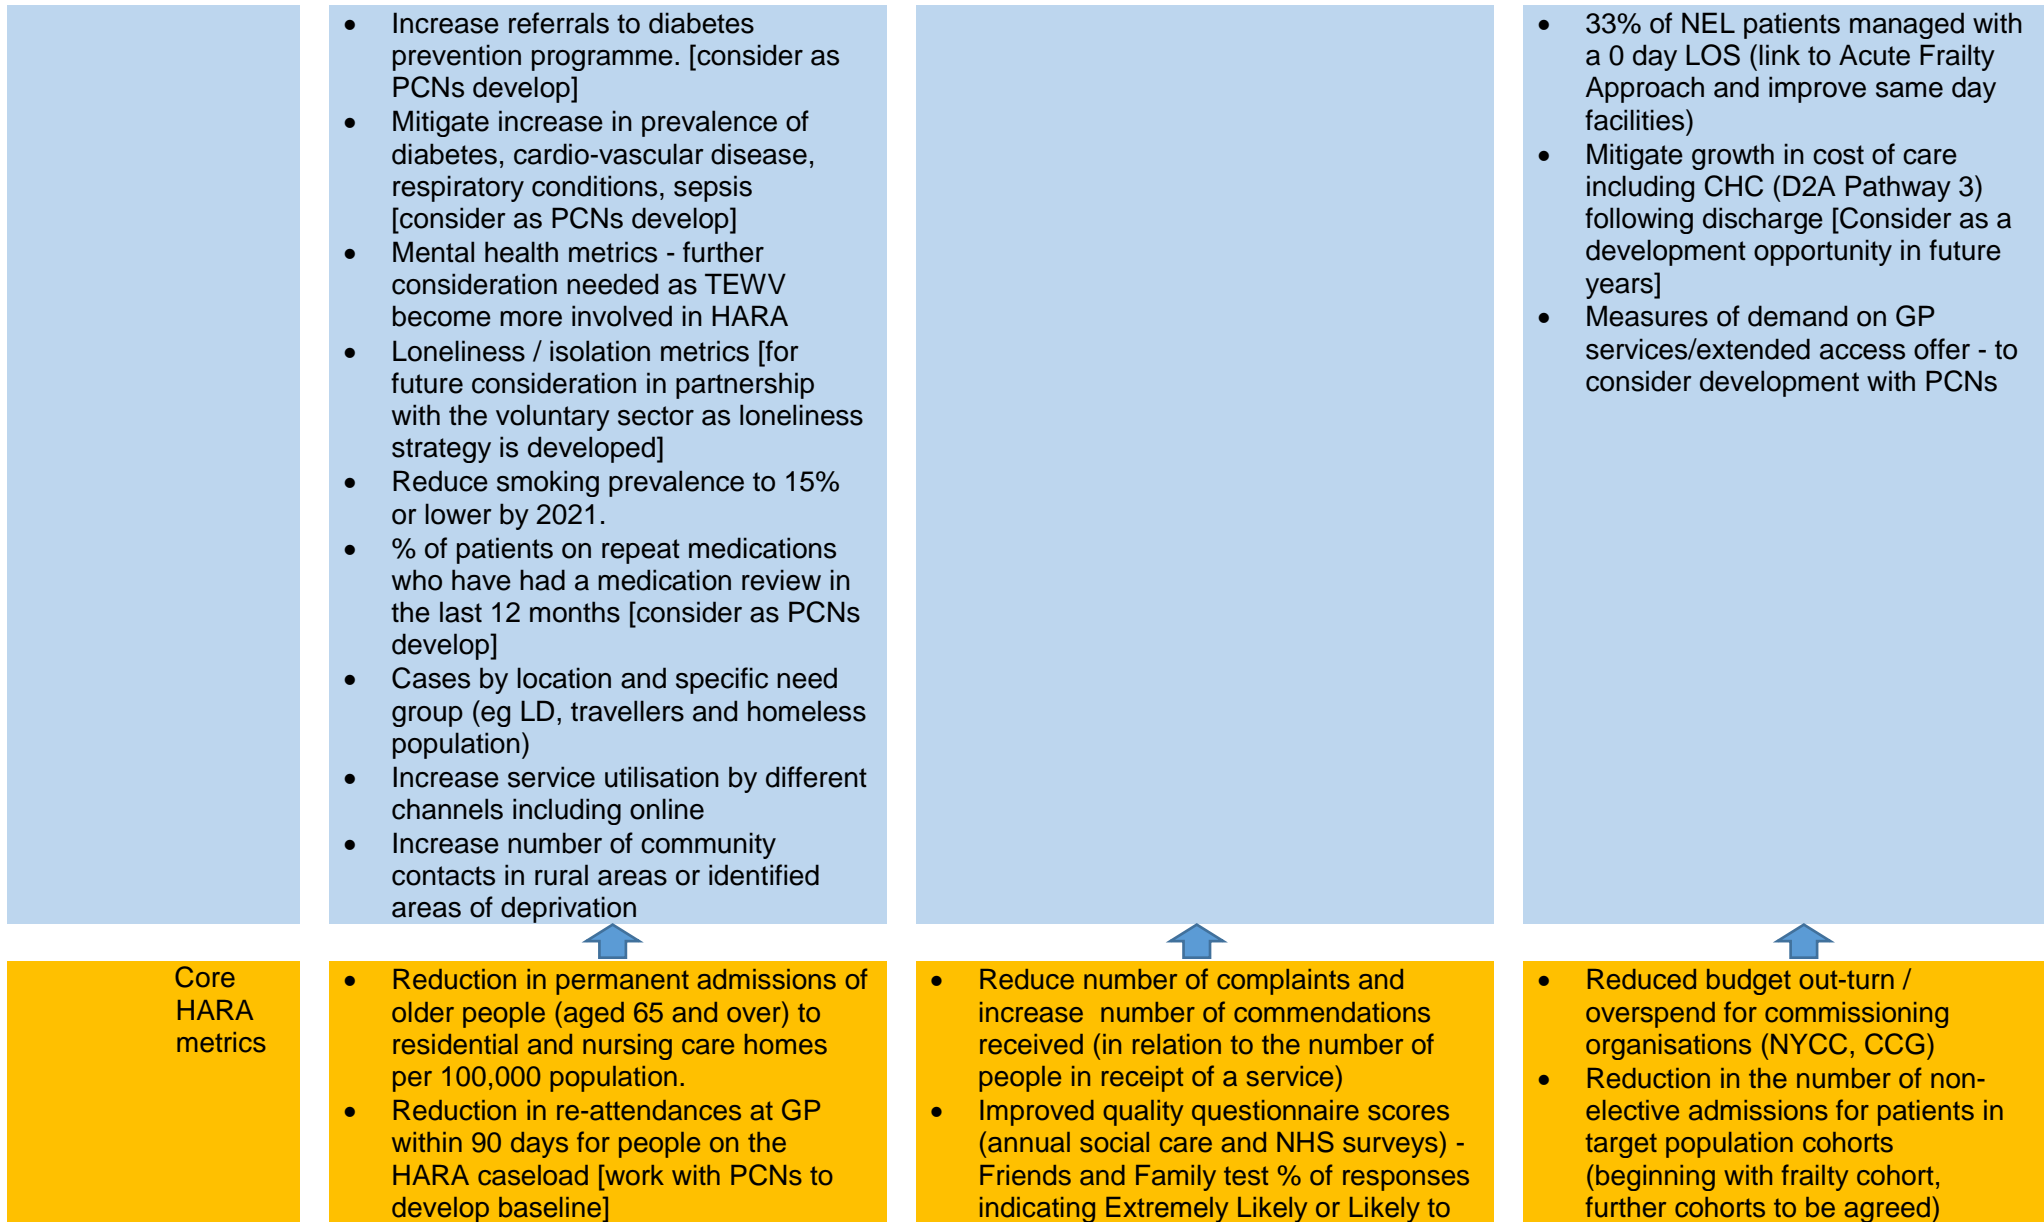 • Increase referrals to diabetes
prevention programme. [consider as
PCNs develop]
• Mitigate increase in prevalence of
diabetes, cardio-vascular disease,
respiratory conditions, sepsis
[consider as PCNs develop]
• Mental health metrics - further
consideration needed as TEWV
become more involved in HARA
• Loneliness / isolation metrics [for
future consideration in partnership
with the voluntary sector as loneliness
strategy is developed]
• Reduce smoking prevalence to 15%
or lower by 2021.
• % of patients on repeat medications
who have had a medication review in
the last 12 months [consider as PCNs
develop]
• Cases by location and specific need
group (eg LD, travellers and homeless
population)
• Increase service utilisation by different
channels including online
• Increase number of community
contacts in rural areas or identified
areas of deprivation
• 33% of NEL patients managed with
a 0 day LOS (link to Acute Frailty
Approach and improve same day
facilities)
• Mitigate growth in cost of care
including CHC (D2A Pathway 3)
following discharge [Consider as a
development opportunity in future
years]
• Measures of demand on GP
services/extended access offer - to
consider development with PCNs
Core
HARA
metrics
• Reduction in permanent admissions of
older people (aged 65 and over) to
residential and nursing care homes
per 100,000 population.
• Reduction in re-attendances at GP
within 90 days for people on the
HARA caseload [work with PCNs to
develop baseline]
• Reduce number of complaints and
increase number of commendations
received (in relation to the number of
people in receipt of a service)
• Improved quality questionnaire scores
(annual social care and NHS surveys) -
Friends and Family test % of responses
indicating Extremely Likely or Likely to
• Reduced budget out-turn /
overspend for commissioning
organisations (NYCC, CCG)
• Reduction in the number of non-
elective admissions for patients in
target population cohorts
(beginning with frailty cohort,
further cohorts to be agreed)